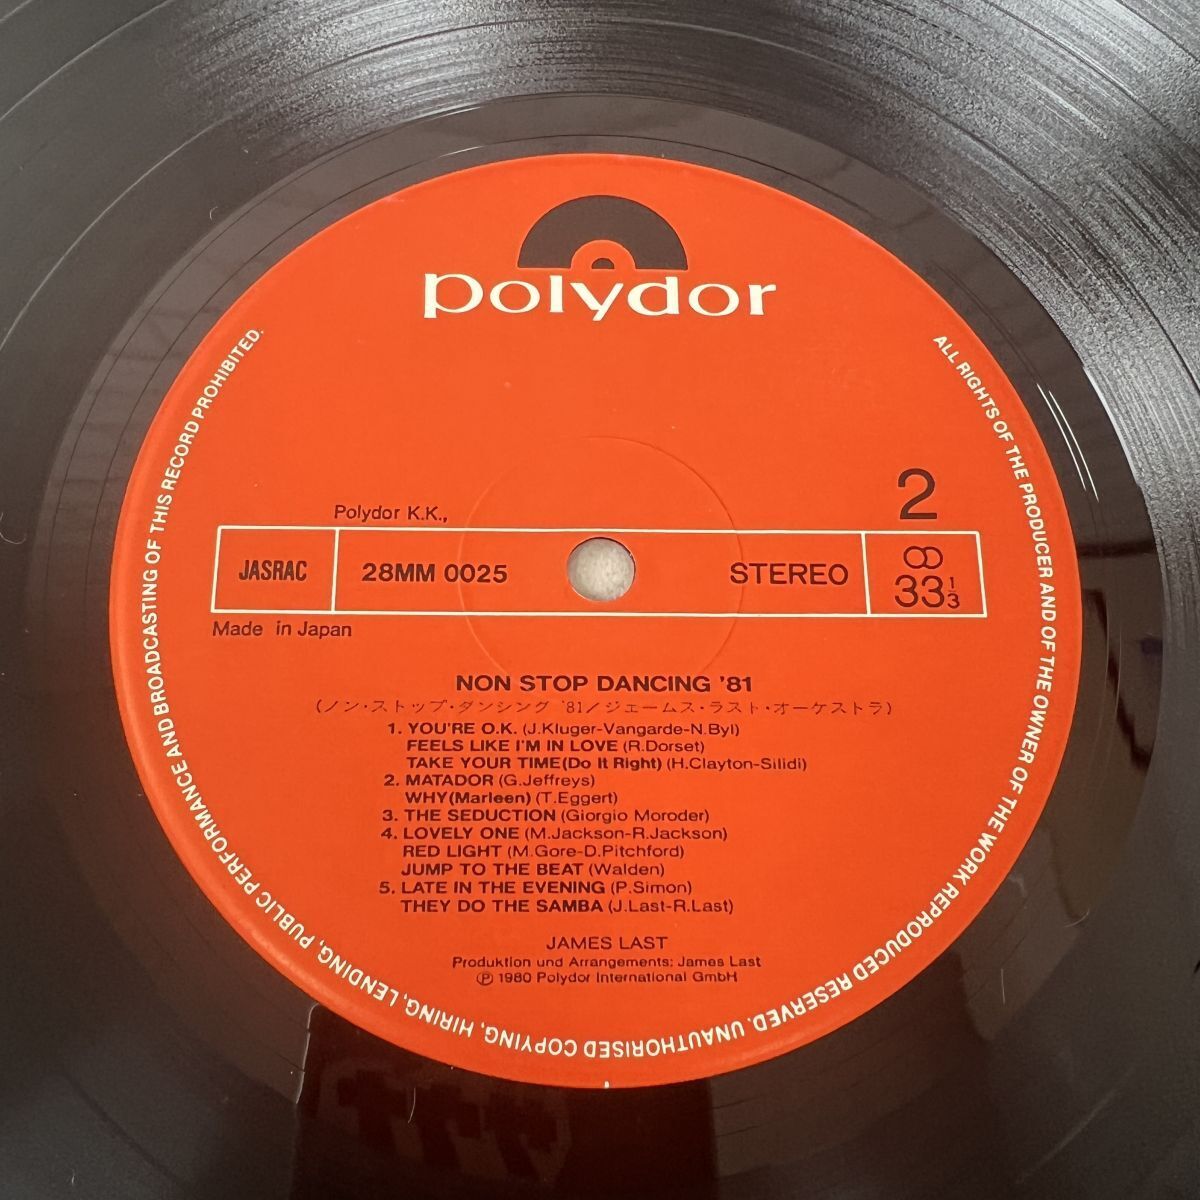 polydor
2
Polydor K.K.,
JASRAC 28MM 0025 STEREO ꝏ 33 1/3
Made in Japan
NON STOP DANCING '81
(ノン・ストップ・ダンシング '81/ジェームス・ラスト・オーケストラ)
1. YOU'RE O.K. (J.Kluger-Vangarde-N.Byl)
FEELS LIKE I'M IN LOVE (R.Dorset)
TAKE YOUR TIME(Do It Right) (H.Clayton-Silidi)
2. MATADOR (G.Jeffreys)
WHY(Marleen) (T.Eggert)
3. THE SEDUCTION (Giorgio Moroder)
4. LOVELY ONE (M.Jackson-R.Jackson)
RED LIGHT (M.Gore-D.Pitchford)
JUMP TO THE BEAT (Walden)
5. LATE IN THE EVENING (P.Simon)
THEY DO THE SAMBA (J.Last-R.Last)
JAMES LAST
Produktion und Arrangements: James Last
Ⓟ 1980 Polydor International GmbH
ALL RIGHTS OF THE PRODUCER AND OF THE OWNER OF THE WORK REPRODUCED RESERVED. UNAUTHORISED COPYING, HIRING, LENDING, PUBLIC PERFORMANCE AND BROADCASTING OF THIS RECORD PROHIBITED.